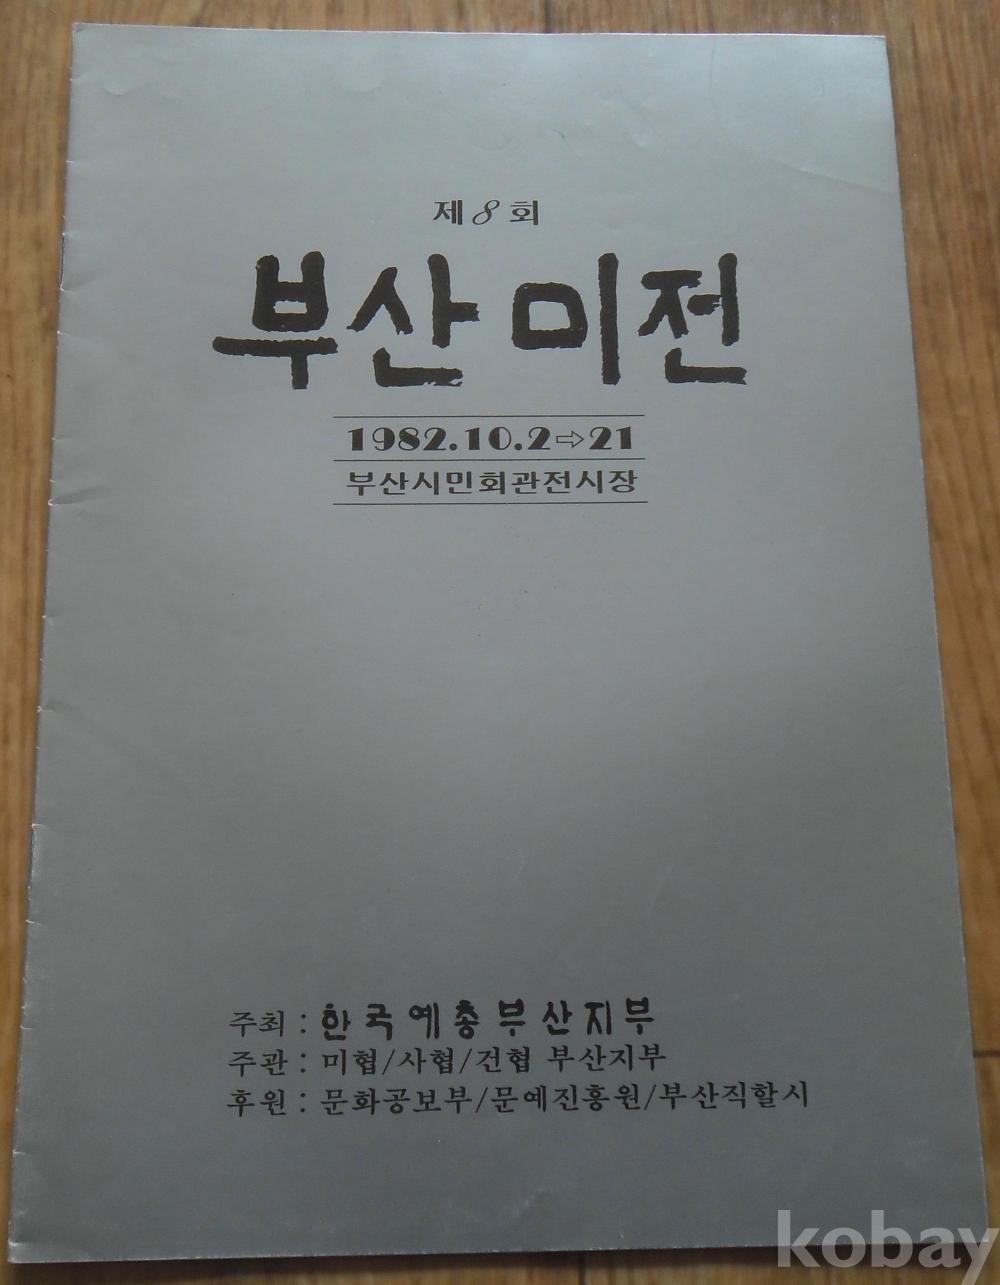 제8회
부산미전
1982.10.2⇨21
부산시민회관전시장
주최 : 한국예총부산지부
주관 : 미협/사협/건협 부산지부
후원 : 문화공보부/문예진흥원/부산직할시
kobay